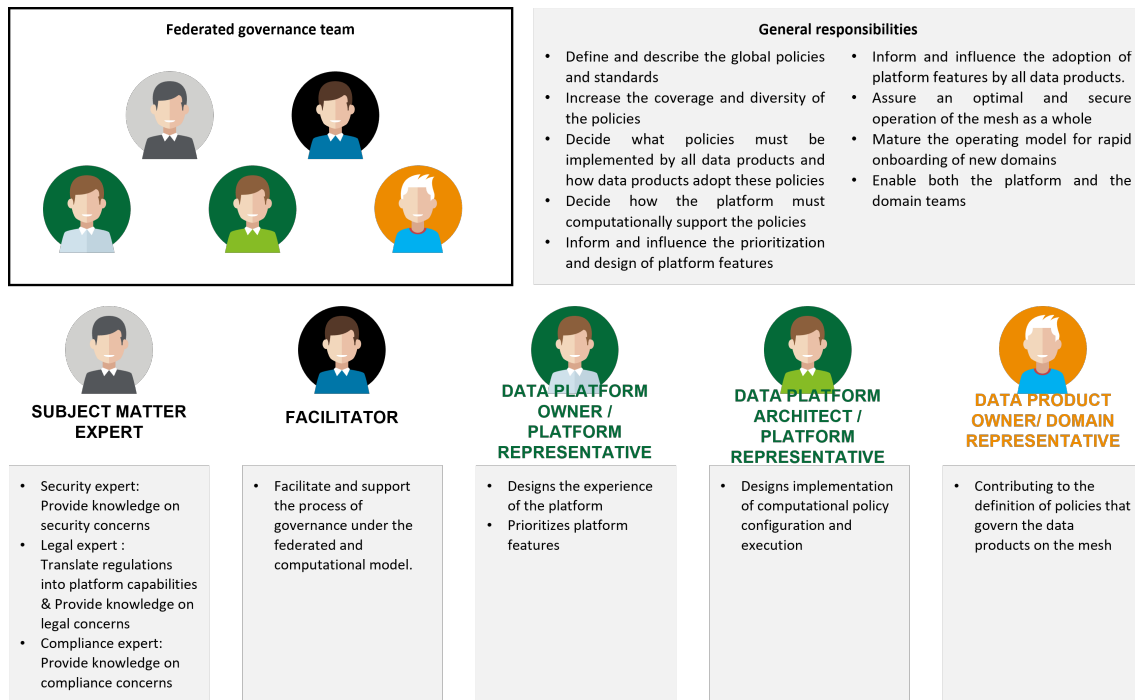 Federated governance team
General responsibilities
• Define and describe the global policies
and standards
• Increase the coverage and diversity of
the policies
• Decide what policies must be
implemented by all data products and
how data products adopt these policies
• Decide how the platform must
computationally support the policies
• Inform and influence the prioritization
and design of platform features
• Inform and influence the adoption of
platform features by all data products.
• Assure an optimal and secure
operation of the mesh as a whole
• Mature the operating model for rapid
onboarding of new domains
• Enable both the platform and the
domain teams
SUBJECT MATTER
EXPERT
• Security expert:
Provide knowledge on
security concerns
• Legal expert :
Translate regulations
into platform capabilities
& Provide knowledge on
legal concerns
• Compliance expert:
Provide knowledge on
compliance concerns
FACILITATOR
• Facilitate and support
the process of
governance under the
federated and
computational model.
DATA PLATFORM
OWNER /
PLATFORM
REPRESENTATIVE
• Designs the experience
of the platform
• Prioritizes platform
features
DATA PLATFORM
ARCHITECT /
PLATFORM
REPRESENTATIVE
• Designs implementation
of computational policy
configuration and
execution
DATA PRODUCT
OWNER/ DOMAIN
REPRESENTATIVE
• Contributing to the
definition of policies that
govern the data
products on the mesh